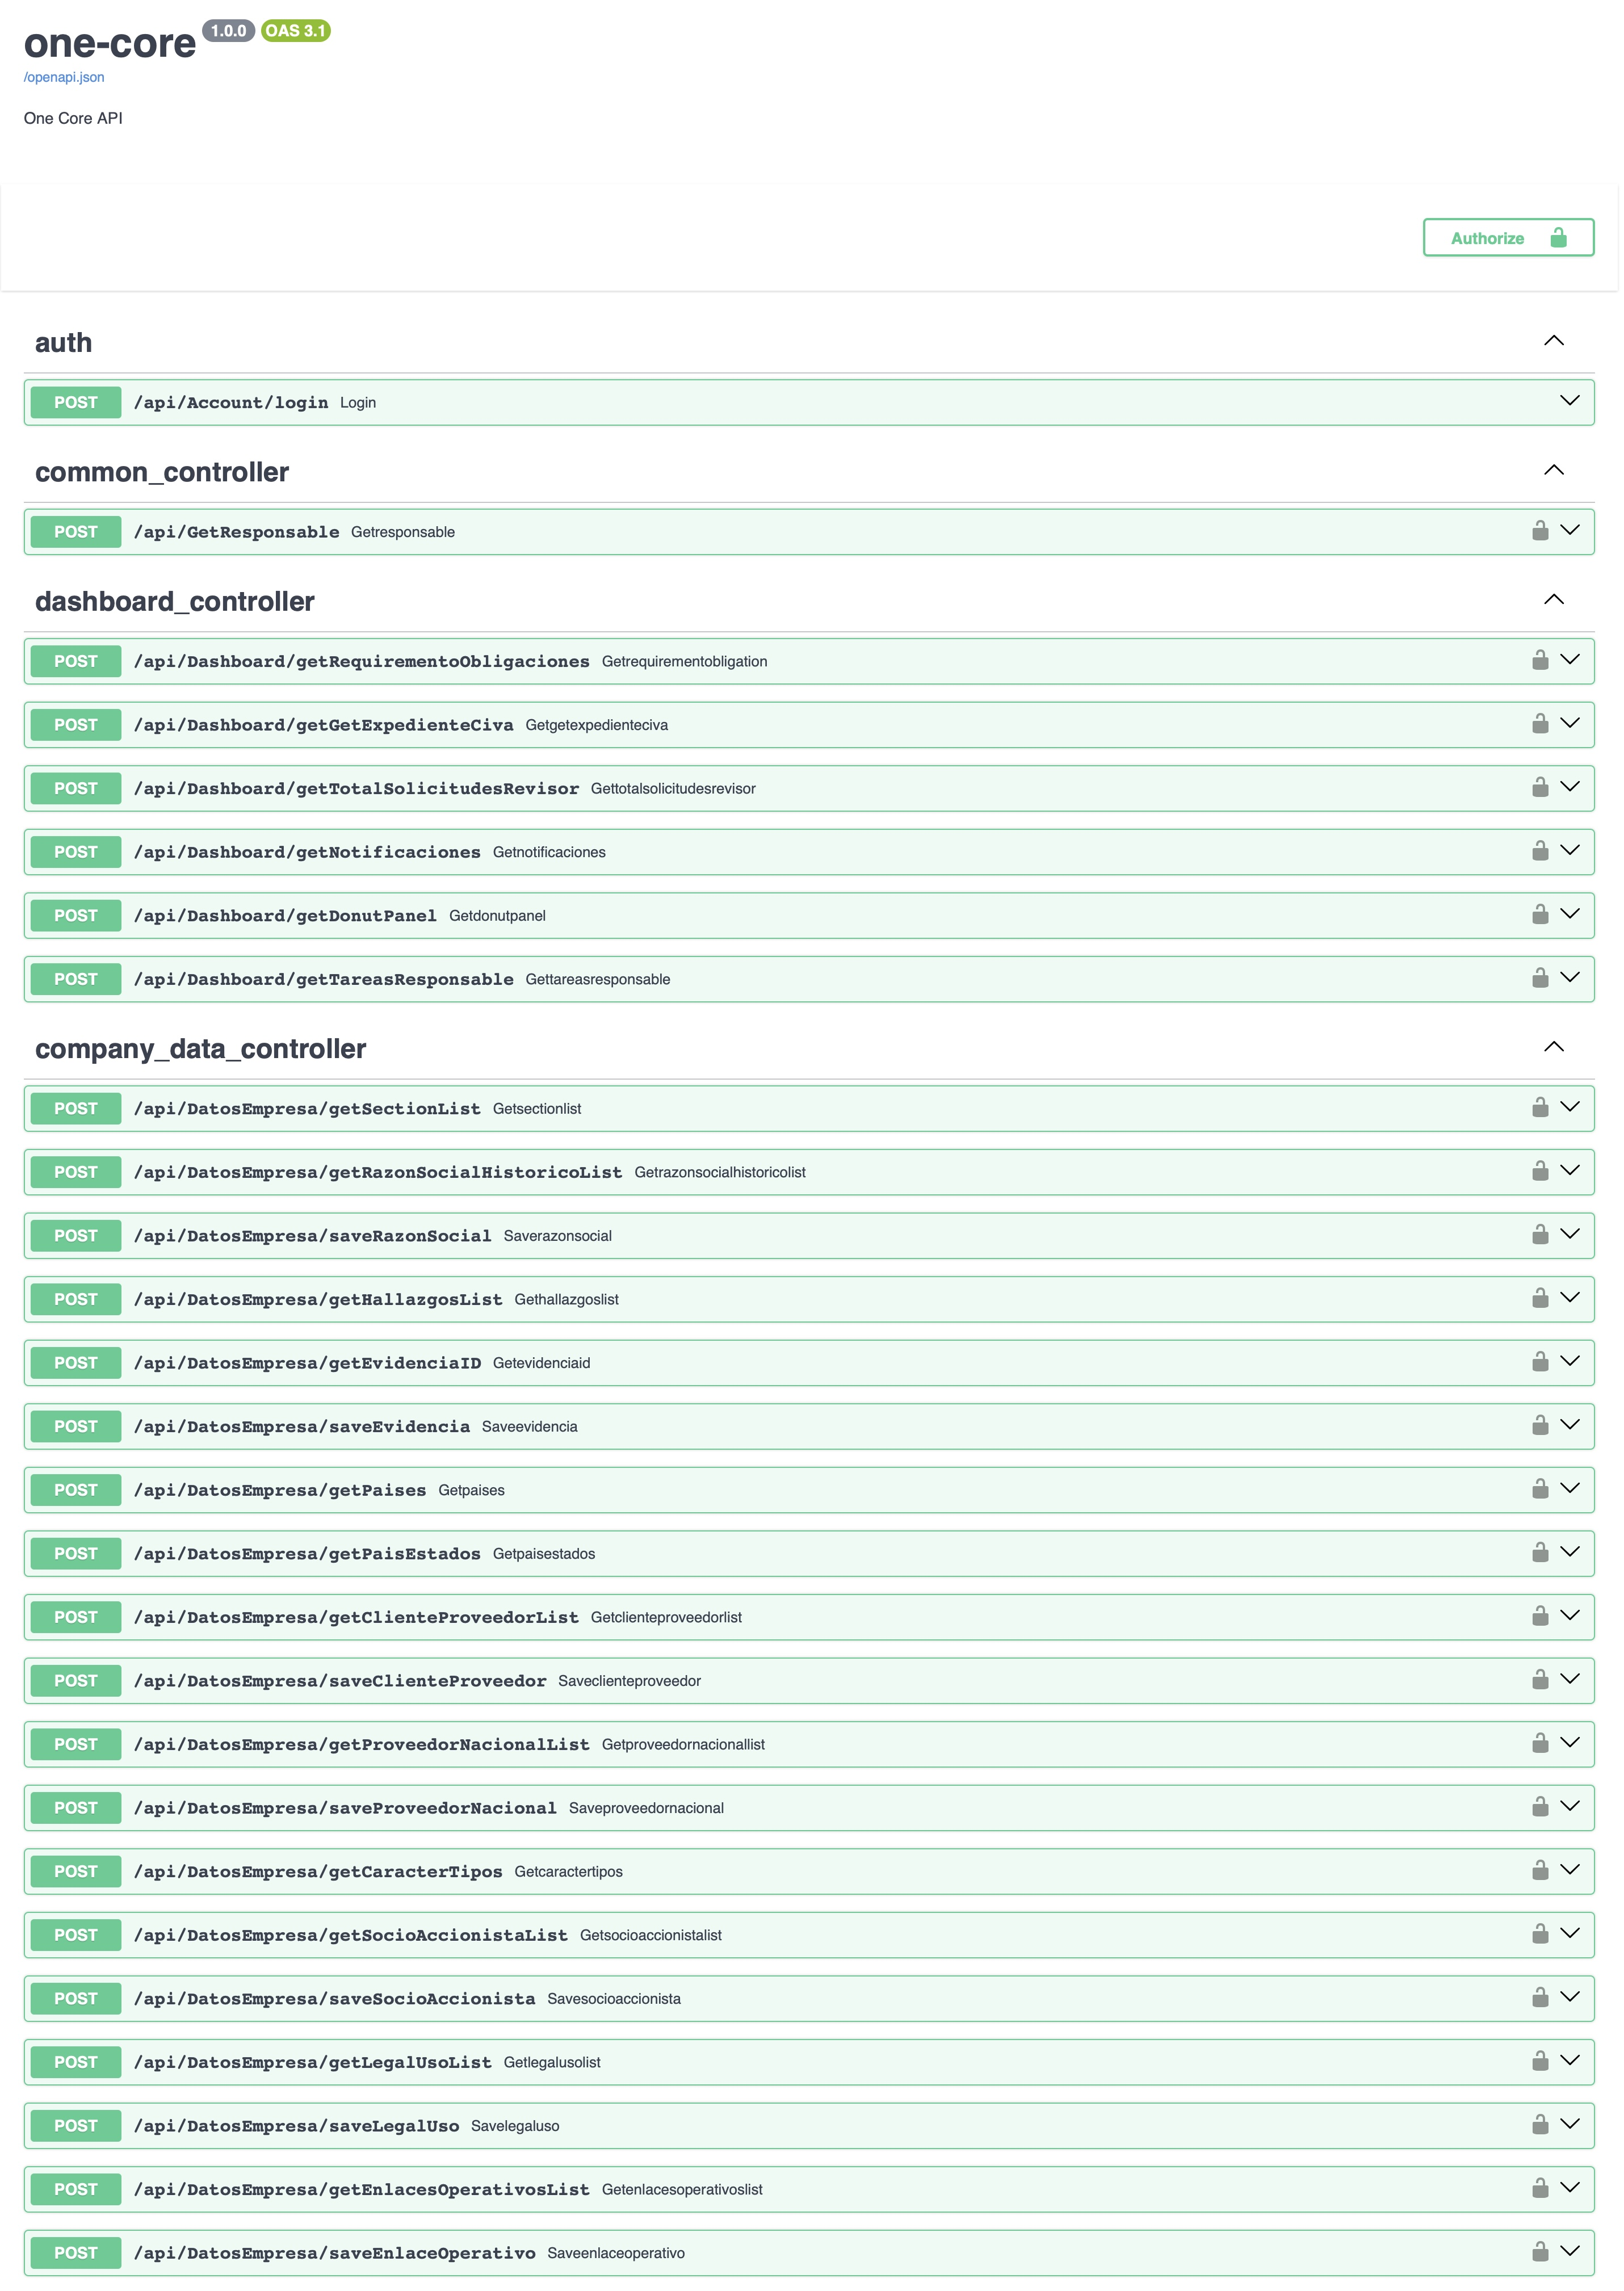 one-core 1.0.0 OAS 3.1
/openapi.json
One Core API
Authorize
auth
POST /api/Account/login Login
common_controller
POST /api/GetResponsable Getresponsable
dashboard_controller
POST /api/Dashboard/getRequirementoObligaciones Getrequirementobligation
POST /api/Dashboard/getGetExpedienteCiva Getgetexpedienteciva
POST /api/Dashboard/getTotalSolicitudesRevisor Gettotalsolicitudesrevisor
POST /api/Dashboard/getNotificaciones Getnotificaciones
POST /api/Dashboard/getDonutPanel Getdonutpanel
POST /api/Dashboard/getTareasResponsable Gettareasresponsable
company_data_controller
POST /api/DatosEmpresa/getSectionList Getsectionlist
POST /api/DatosEmpresa/getRazonSocialHistoricoList Getrazonsocialhistoricolist
POST /api/DatosEmpresa/saveRazonSocial Saverazonsocial
POST /api/DatosEmpresa/getHallazgosList Gethallazgoslist
POST /api/DatosEmpresa/getEvidenciaID Getevidenciaid
POST /api/DatosEmpresa/saveEvidencia Saveevidencia
POST /api/DatosEmpresa/getPaises Getpaises
POST /api/DatosEmpresa/getPaisEstados Getpaisestados
POST /api/DatosEmpresa/getClienteProveedorList Getclienteproveedorlist
POST /api/DatosEmpresa/saveClienteProveedor Saveclienteproveedor
POST /api/DatosEmpresa/getProveedorNacionalList Getproveedornacionallist
POST /api/DatosEmpresa/saveProveedorNacional Saveproveedornacional
POST /api/DatosEmpresa/getCaracterTipos Getcaractertipos
POST /api/DatosEmpresa/getSocioAccionistaList Getsocioaccionistalist
POST /api/DatosEmpresa/saveSocioAccionista Savesocioaccionista
POST /api/DatosEmpresa/getLegalUsoList Getlegalusolist
POST /api/DatosEmpresa/saveLegalUso Savelegaluso
POST /api/DatosEmpresa/getEnlacesOperativosList Getenlacesoperativoslist
POST /api/DatosEmpresa/saveEnlaceOperativo Saveenlaceoperativo